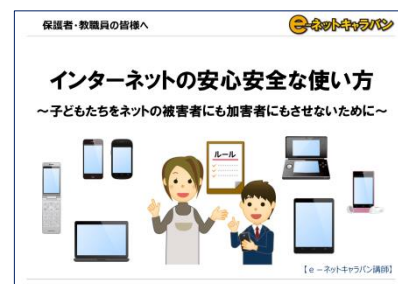 保護者・教職員の皆様へ
e-ネットキャラバン
インターネットの安心安全な使い方
～子どもたちをネットの被害者にも加害者にもさせないために～
ルール
【e－ネットキャラバン講師】